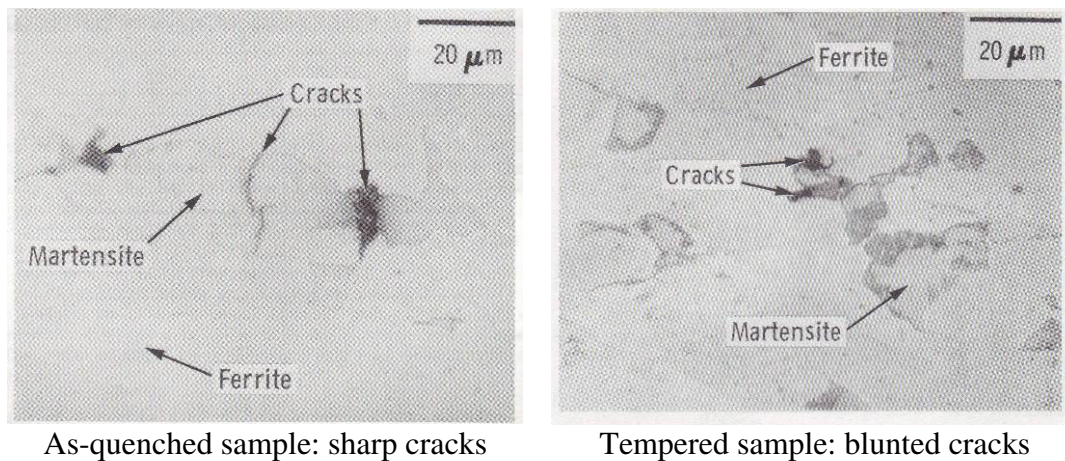 20 μm
Cracks
Martensite
Ferrite
As-quenched sample: sharp cracks
20 μm
Ferrite
Cracks
Martensite
Tempered sample: blunted cracks